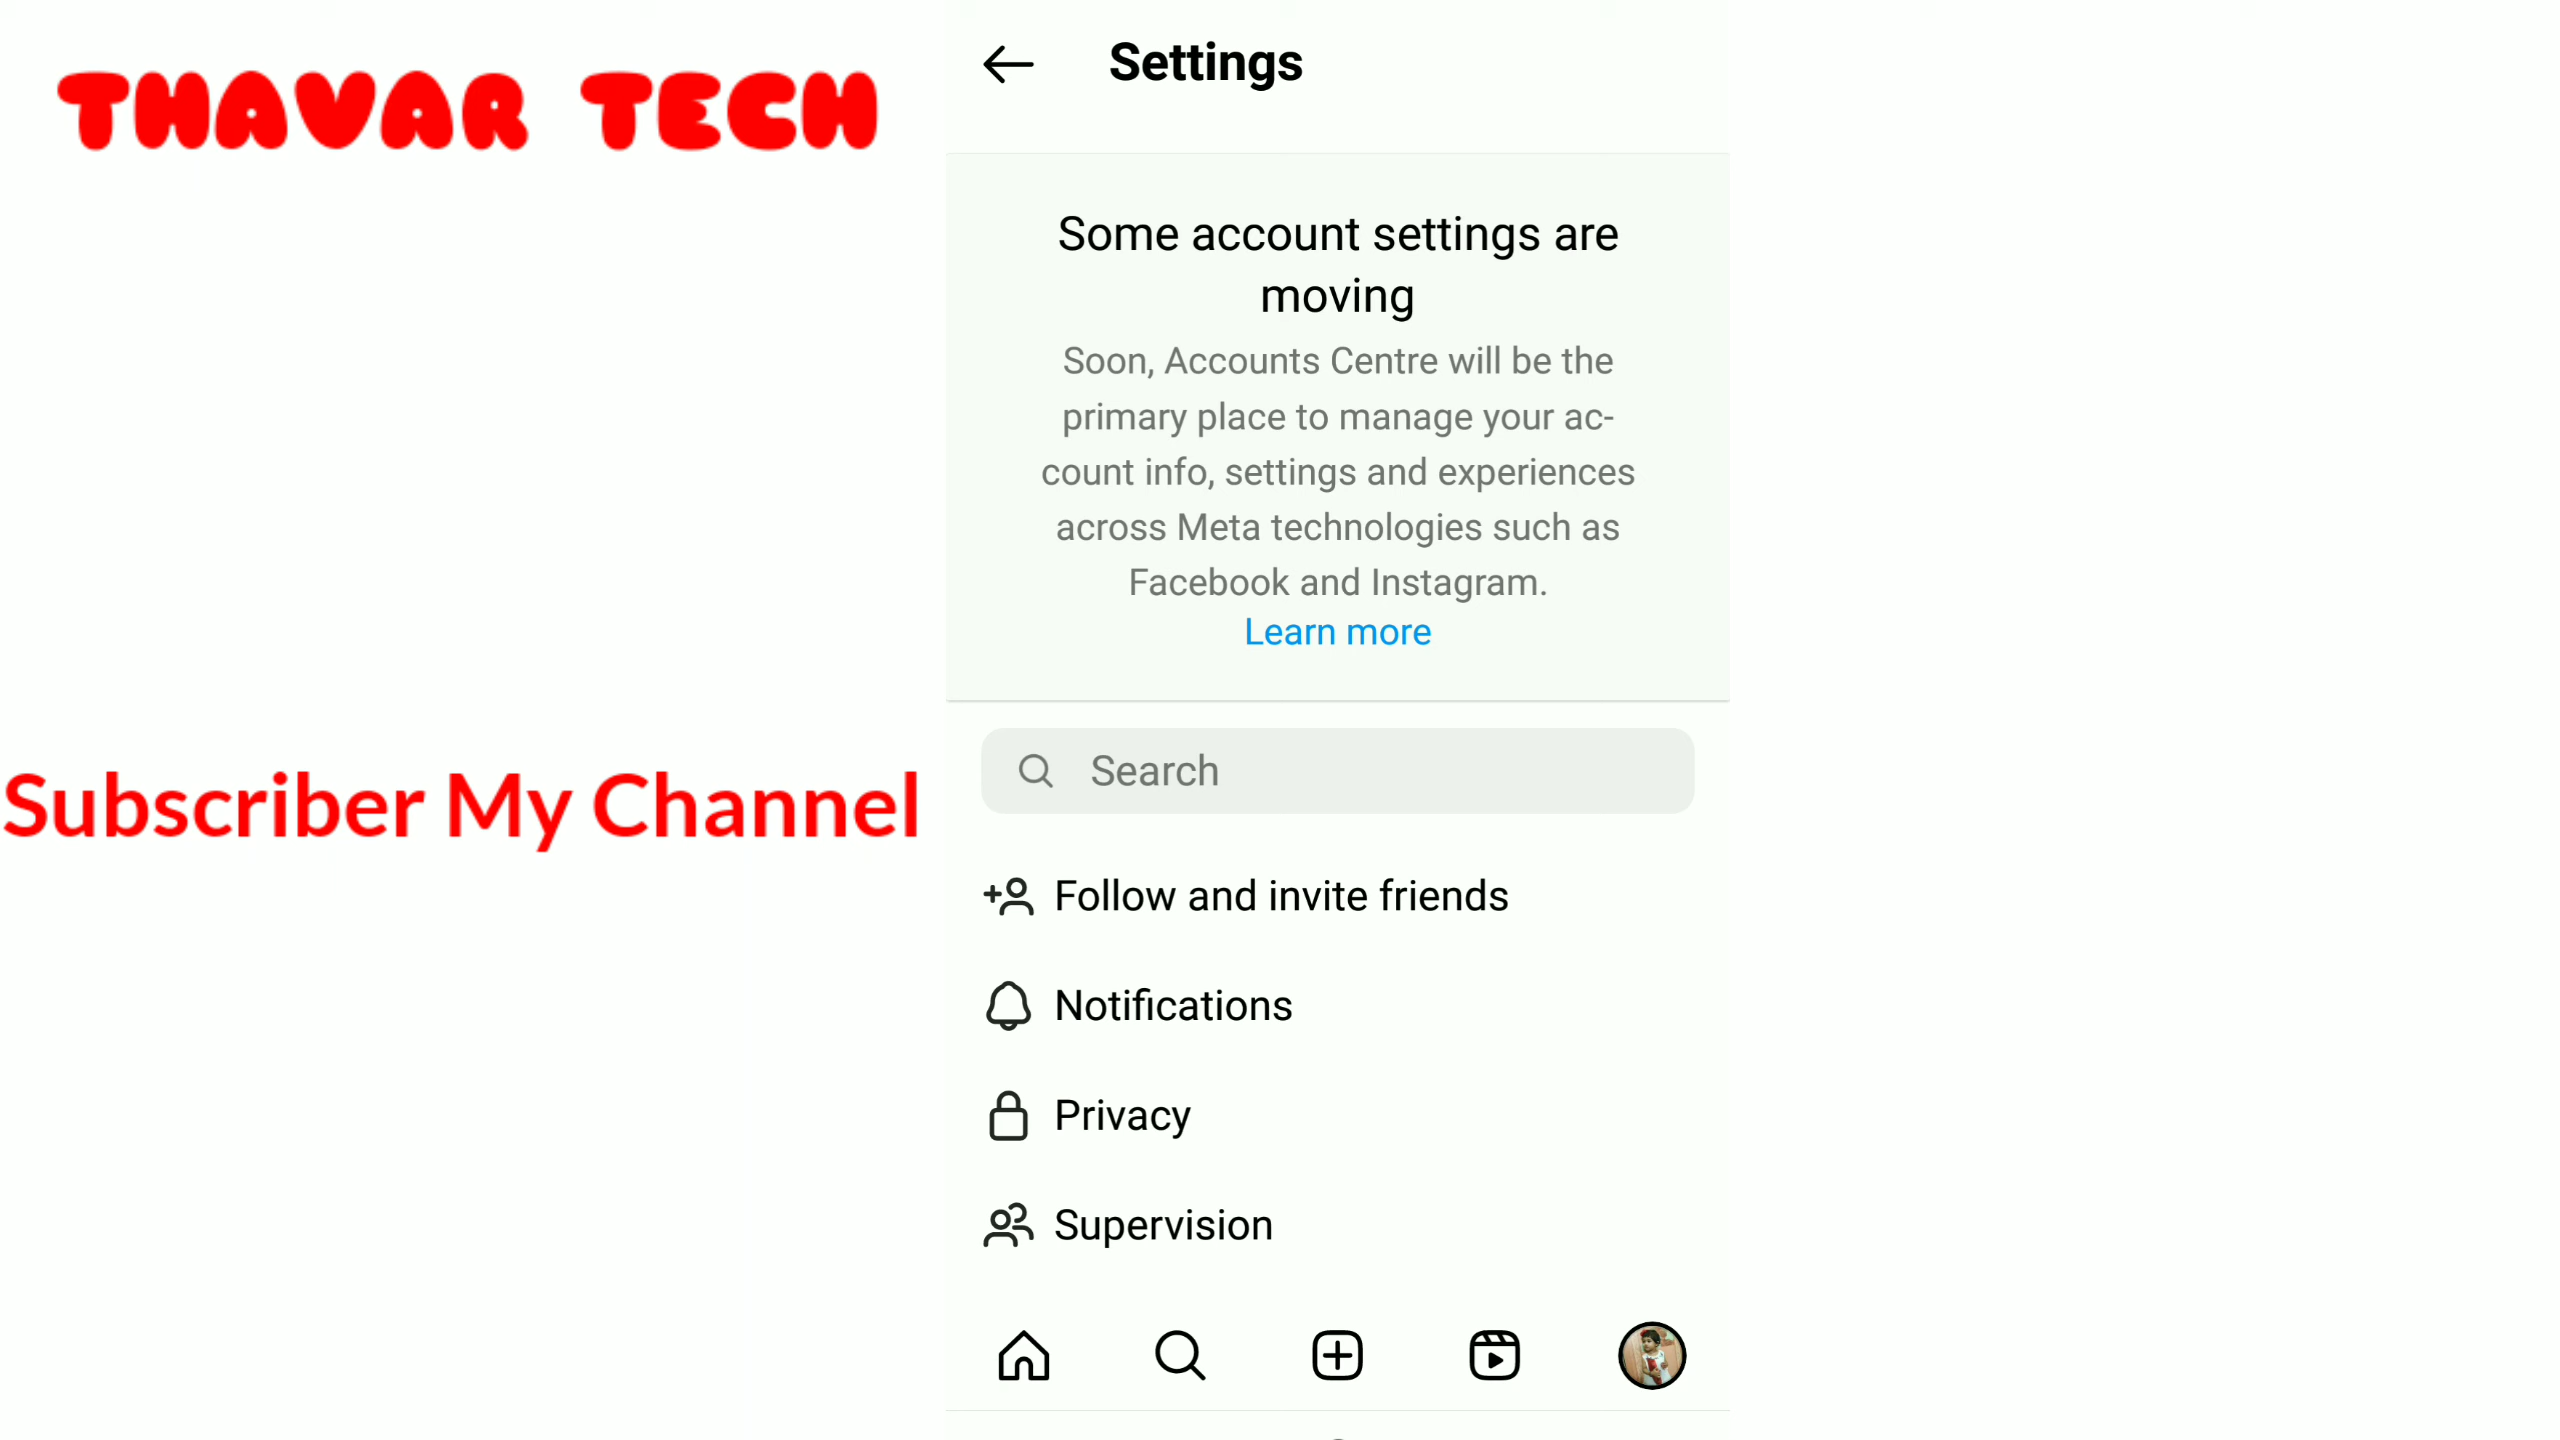 THAVAR TECH
Subscriber My Channel
Settings
Some account settings are
moving
Soon, Accounts Centre will be the
primary place to manage your ac-
count info, settings and experiences
across Meta technologies such as
Facebook and Instagram.
Learn more
Search
Follow and invite friends
Notifications
Privacy
Supervision